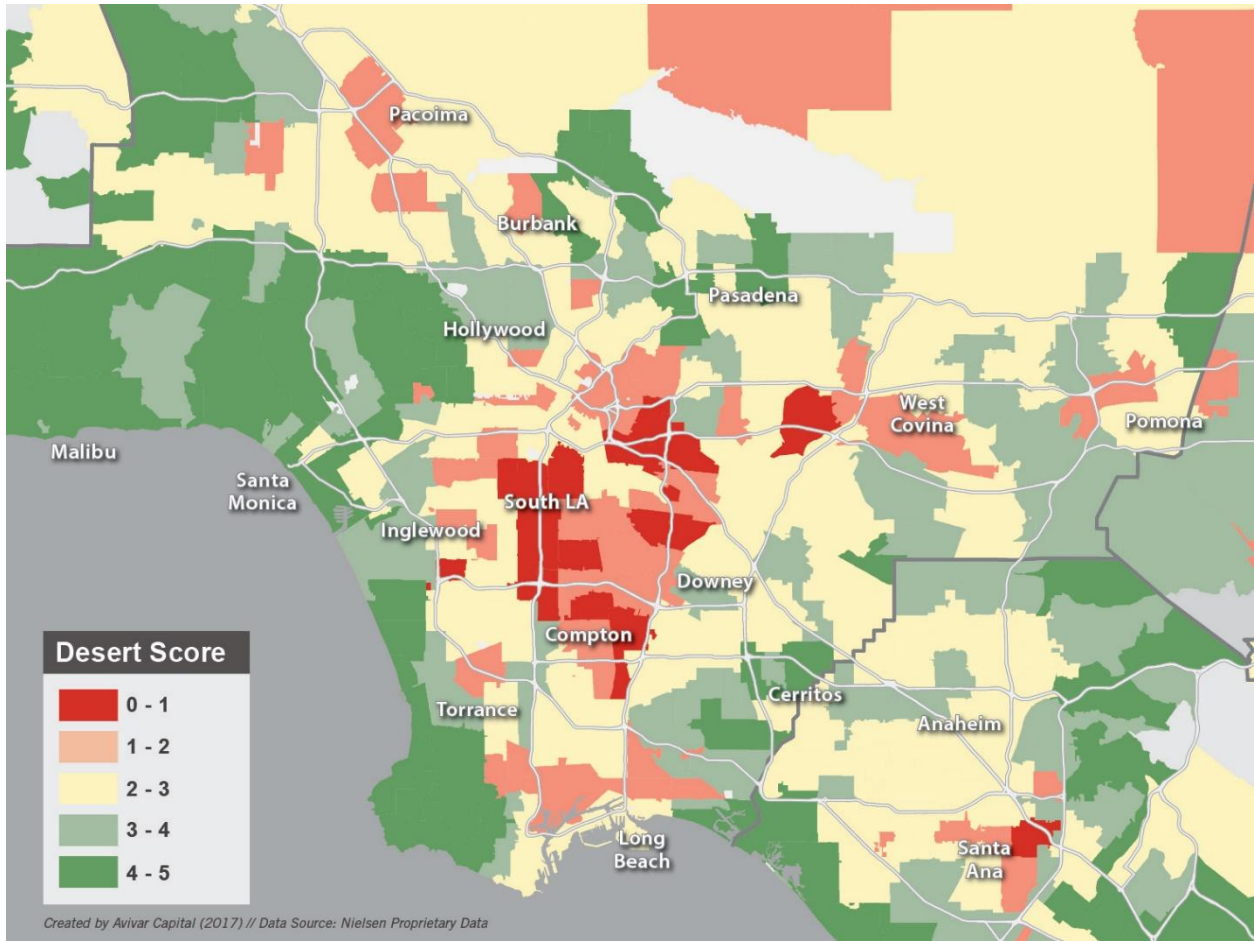 Pacoima
Burbank
Pasadena
Hollywood
West
Covina
Pomona
Malibu
Santa
Monica
South LA
Inglewood
Downey
Compton
Cerritos
Torrance
Anaheim
Long
Beach
Santa
Ana
Desert Score
0 - 1
1 - 2
2 - 3
3 - 4
4 - 5
Created by Avivar Capital (2017) // Data Source: Nielsen Proprietary Data